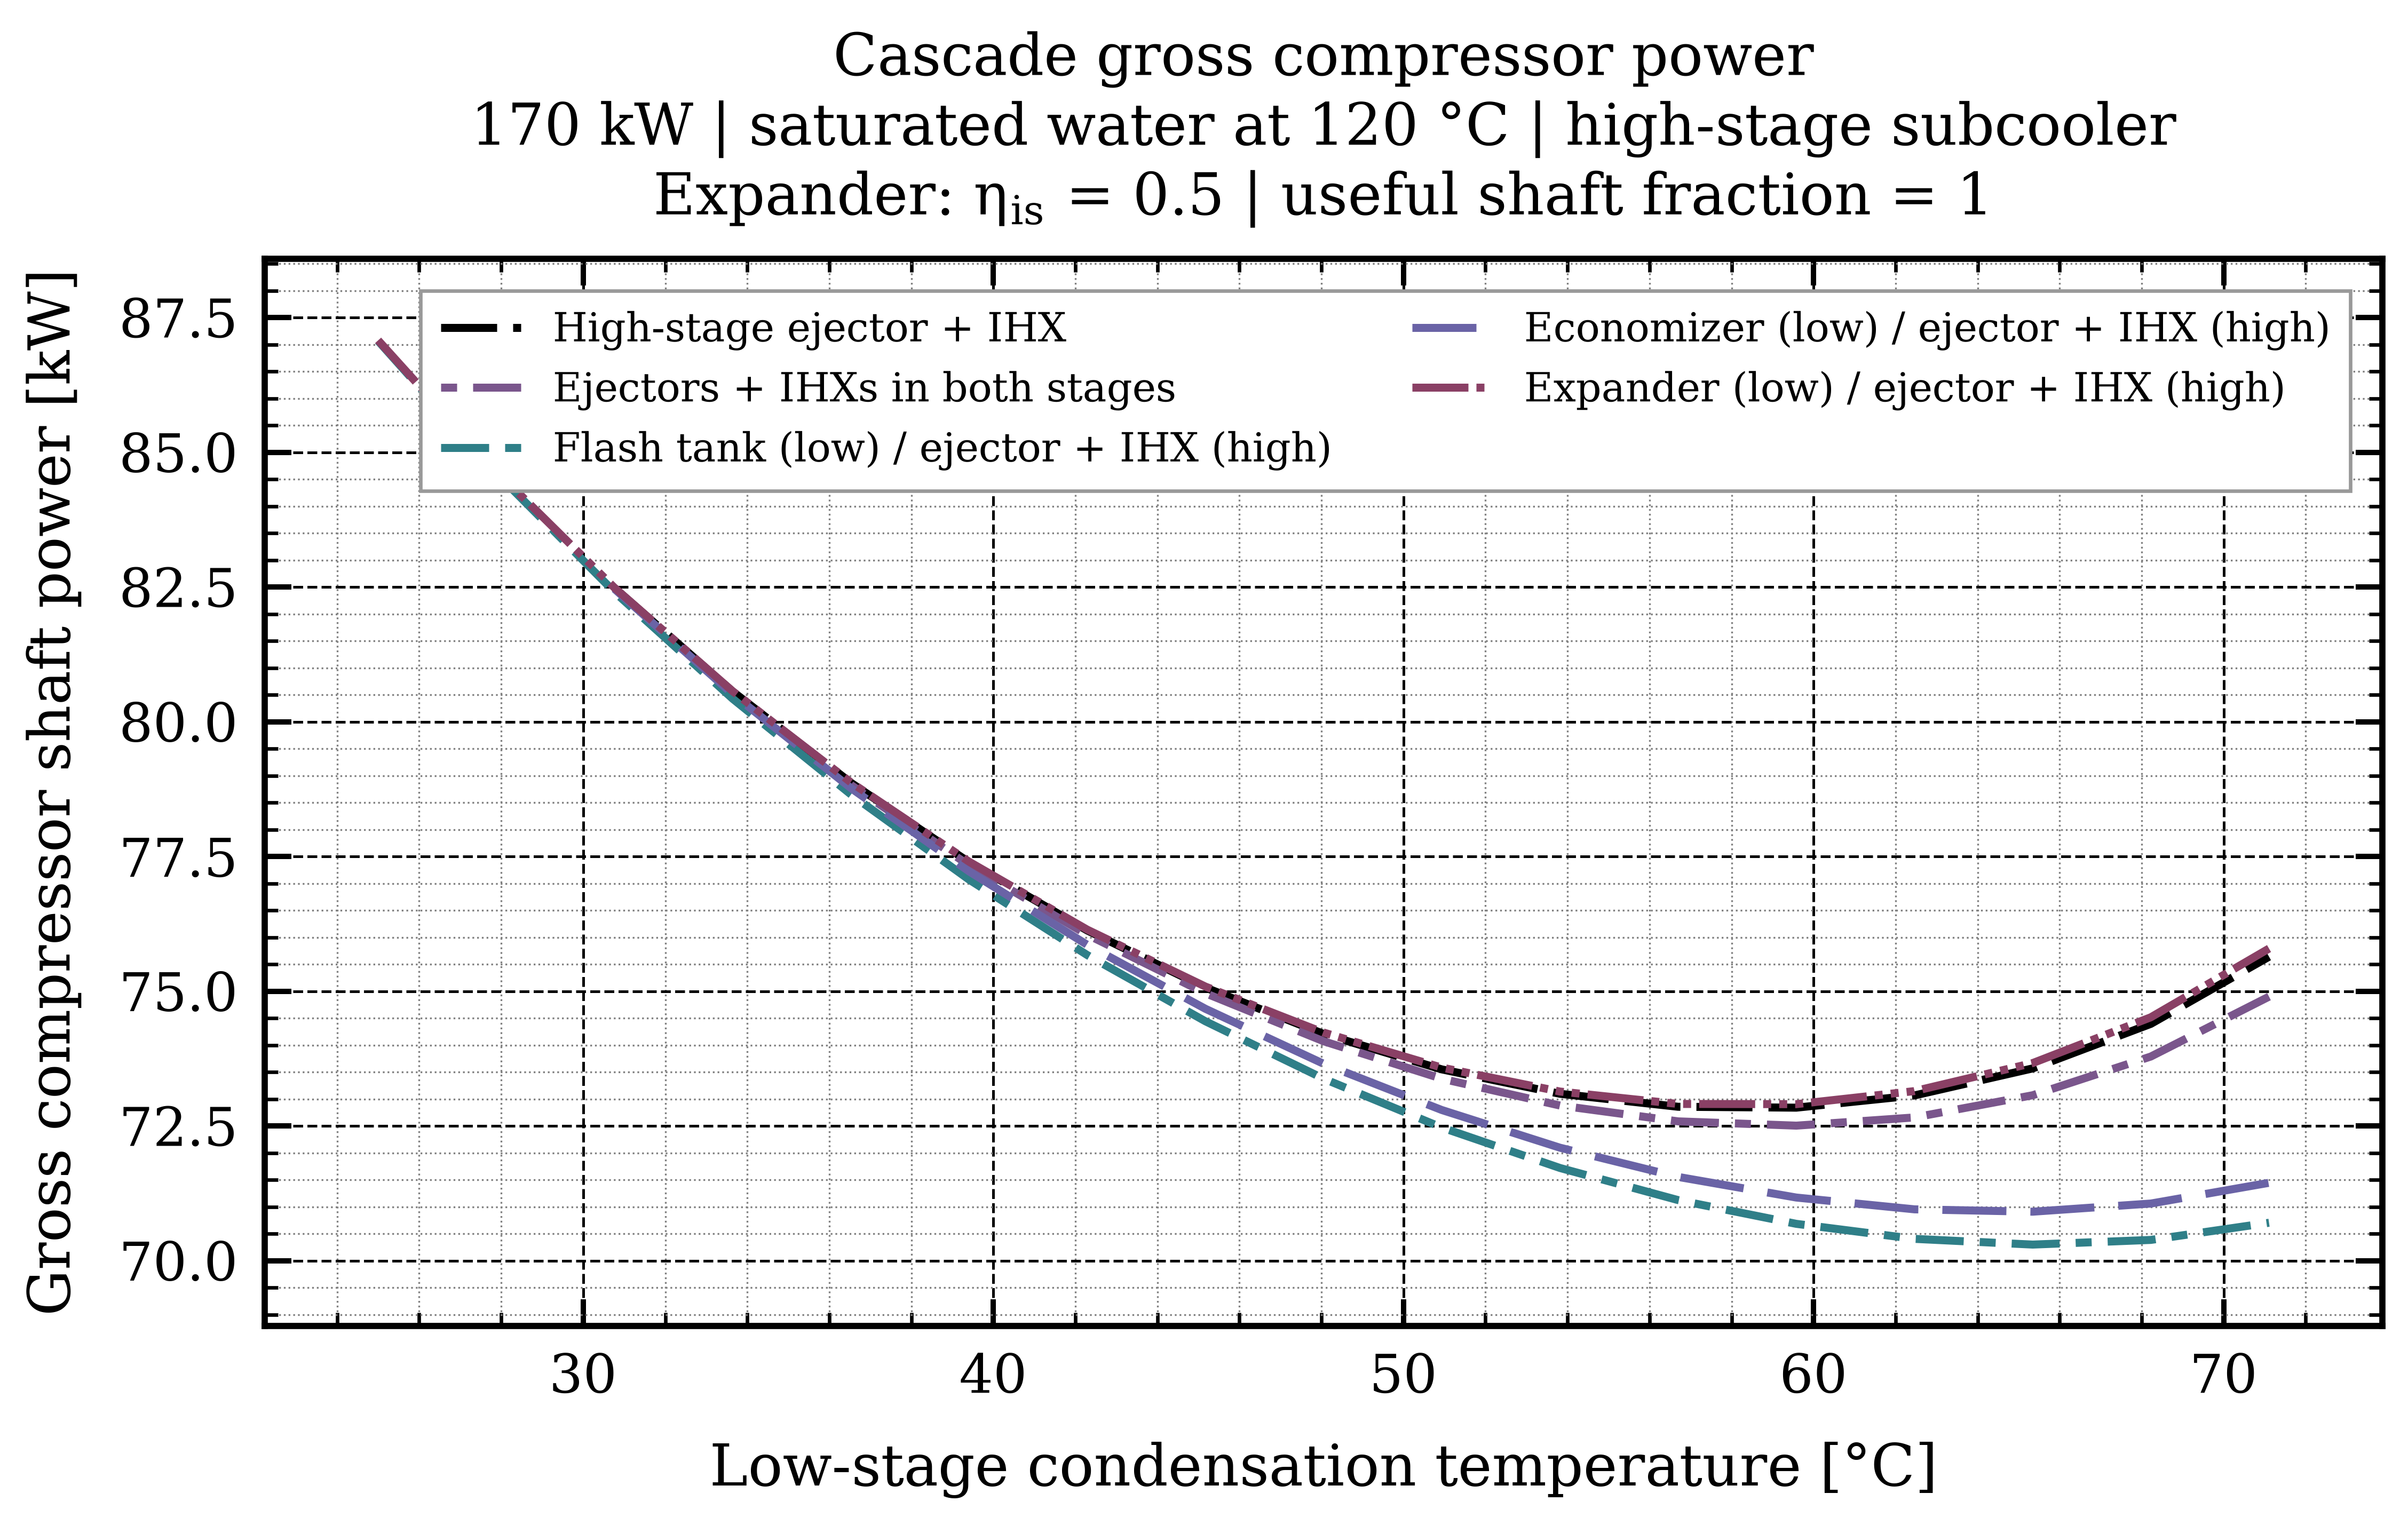 Cascade gross compressor power
170 kW | saturated water at 120 °C | high-stage subcooler
Expander: ηis = 0.5 | useful shaft fraction = 1
Gross compressor shaft power [kW]
87.5
85.0
82.5
80.0
77.5
75.0
72.5
70.0
High-stage ejector + IHX
Ejectors + IHXs in both stages
Flash tank (low) / ejector + IHX (high)
Economizer (low) / ejector + IHX (high)
Expander (low) / ejector + IHX (high)
30 40 50 60 70
Low-stage condensation temperature [°C]